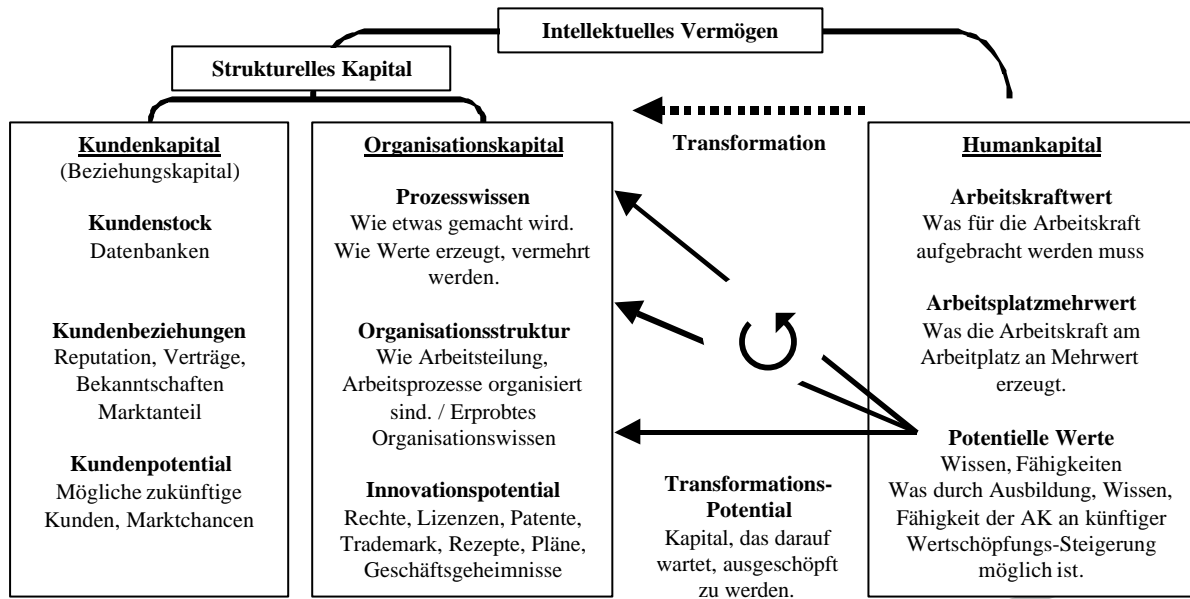 Intellektuelles Vermögen
Strukturelles Kapital
Kundenkapital
(Beziehungskapital)
Kundenstock
Datenbanken
Kundenbeziehungen
Reputation, Verträge,
Bekanntschaften
Marktanteil
Kundenpotential
Mögliche zukünftige
Kunden, Marktchancen
Organisationskapital
Prozesswissen
Wie etwas gemacht wird.
Wie Werte erzeugt, vermehrt
werden.
Organisationsstruktur
Wie Arbeitsteilung,
Arbeitsprozesse organisiert
sind. / Erprobtes
Organisationswissen
Innovationspotential
Rechte, Lizenzen, Patente,
Trademark, Rezepte, Pläne,
Geschäftsgeheimnisse
Transformation
Transformations-
Potential
Kapital, das darauf
wartet, ausgeschöpft
zu werden.
Humankapital
Arbeitskraftwert
Was für die Arbeitskraft
aufgebracht werden muss
Arbeitsplatzmehrwert
Was die Arbeitskraft am
Arbeitplatz an Mehrwert
erzeugt.
Potentielle Werte
Wissen, Fähigkeiten
Was durch Ausbildung, Wissen,
Fähigkeit der AK an künftiger
Wertschöpfungs-Steigerung
möglich ist.